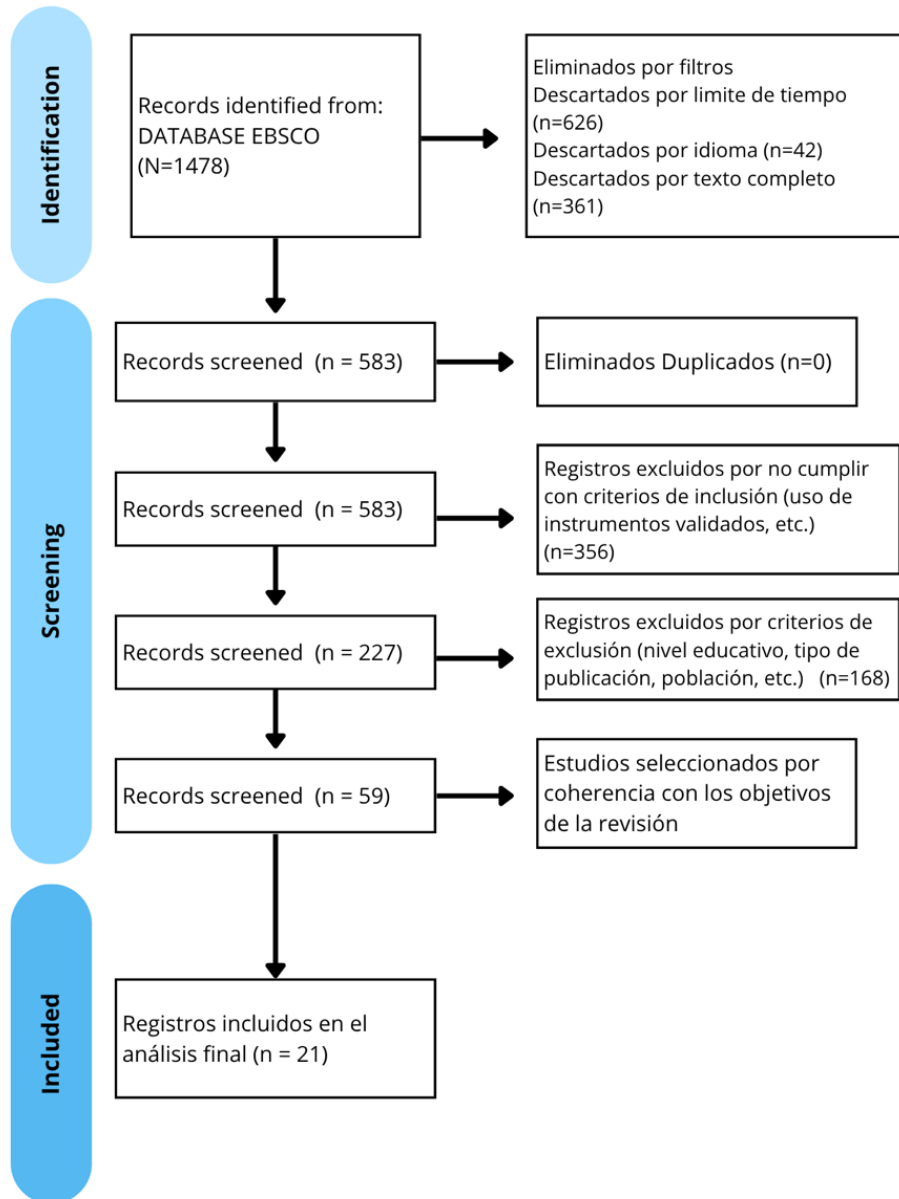 Identification
Records identified from:
DATABASE EBSCO
(N=1478)
Eliminados por filtros
Descartados por limite de tiempo
(n=626)
Descartados por idioma (n=42)
Descartados por texto completo
(n=361)
Screening
Records screened (n = 583)
Eliminados Duplicados (n=0)
Records screened (n = 583)
Registros excluidos por no cumplir
con criterios de inclusión (uso de
instrumentos validados, etc.)
(n=356)
Records screened (n = 227)
Registros excluidos por criterios de
exclusión (nivel educativo, tipo de
publicación, población, etc.) (n=168)
Records screened (n = 59)
Estudios seleccionados por
coherencia con los objetivos
de la revisión
Included
Registros incluidos en el
análisis final (n = 21)